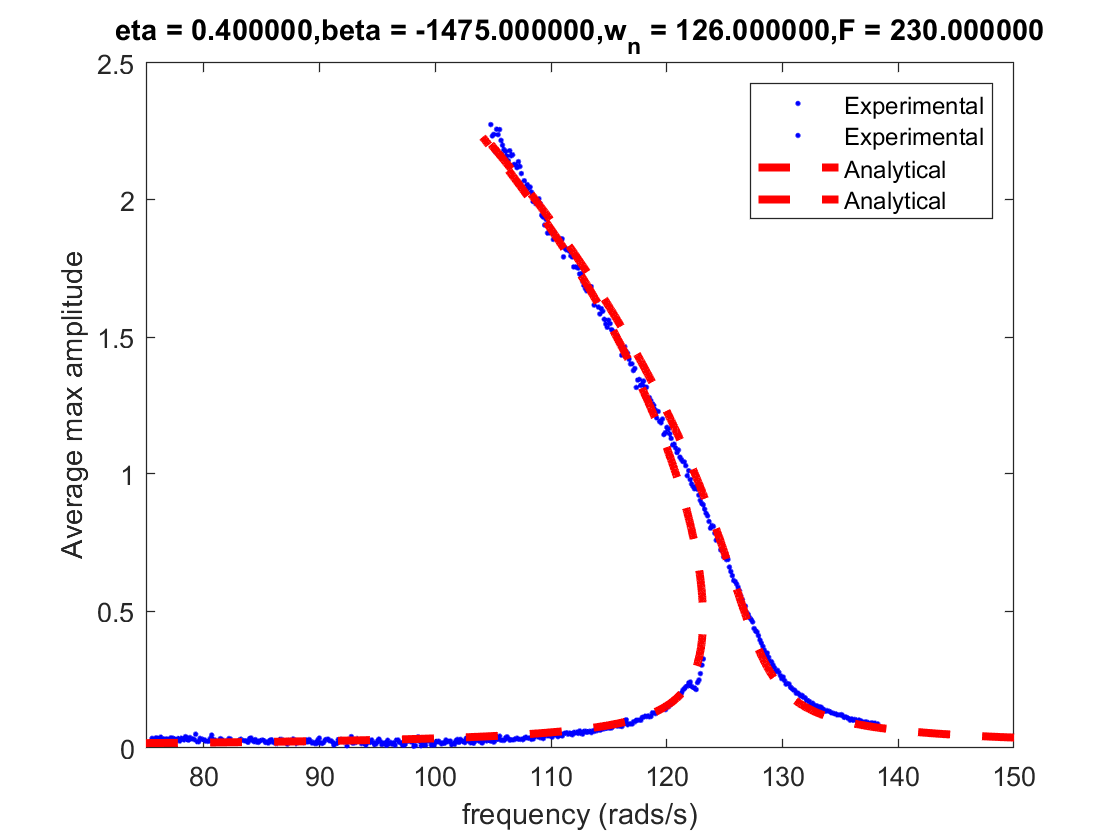 eta = 0.400000,beta = -1475.000000,w_n = 126.000000,F = 230.000000
2.5
2
1.5
1
0.5
0
Average max amplitude
Experimental
Experimental
Analytical
Analytical
80 90 100 110 120 130 140 150
frequency (rads/s)